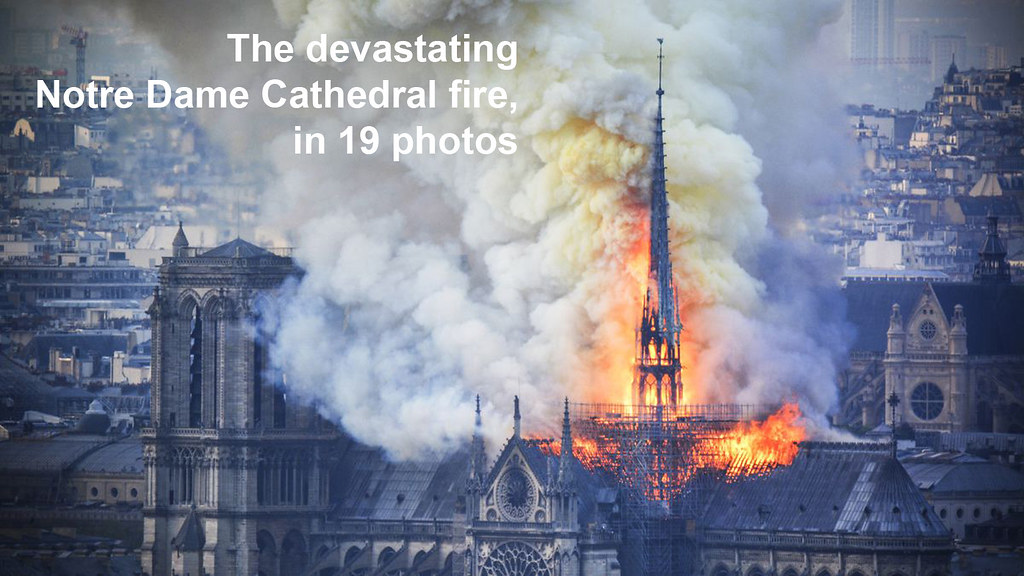 The devastating
Notre Dame Cathedral fire,
in 19 photos